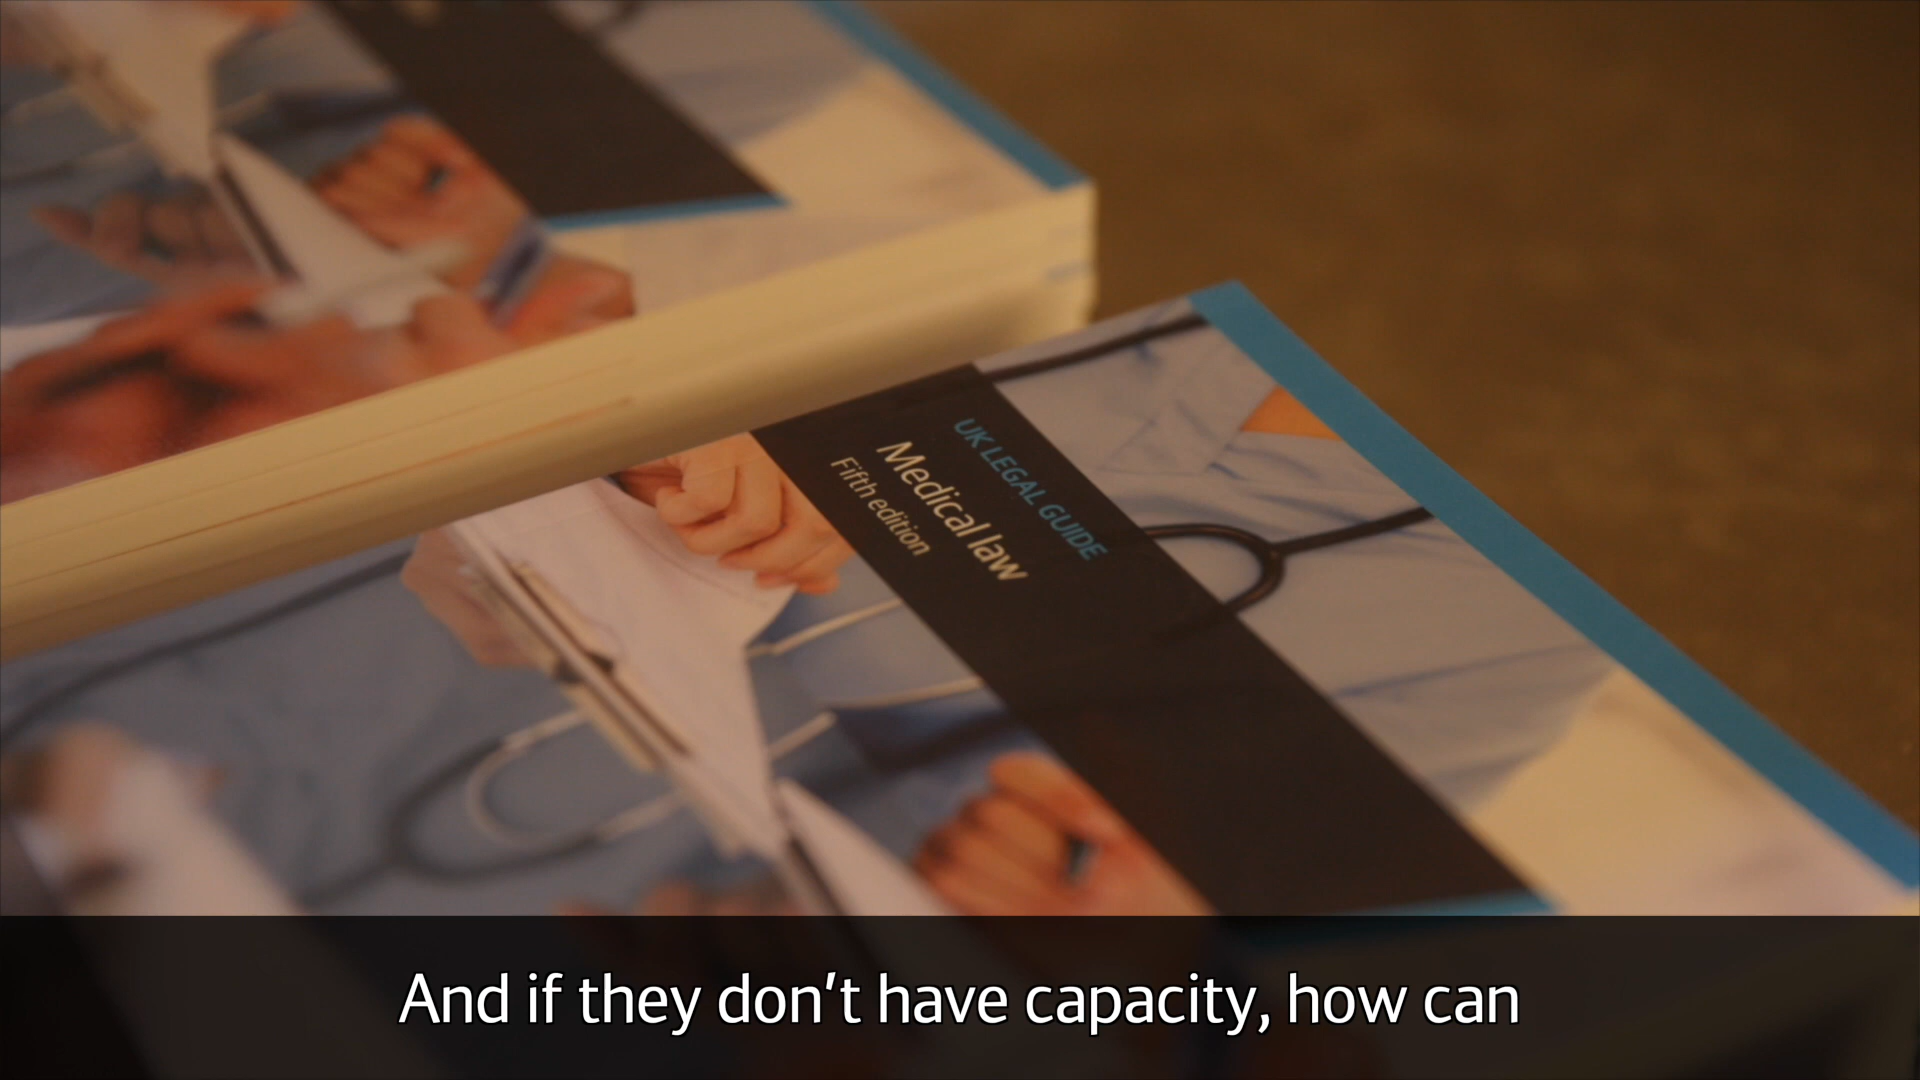 UK LEGAL GUIDE
Medical law
Fifth edition
And if they don't have capacity, how can